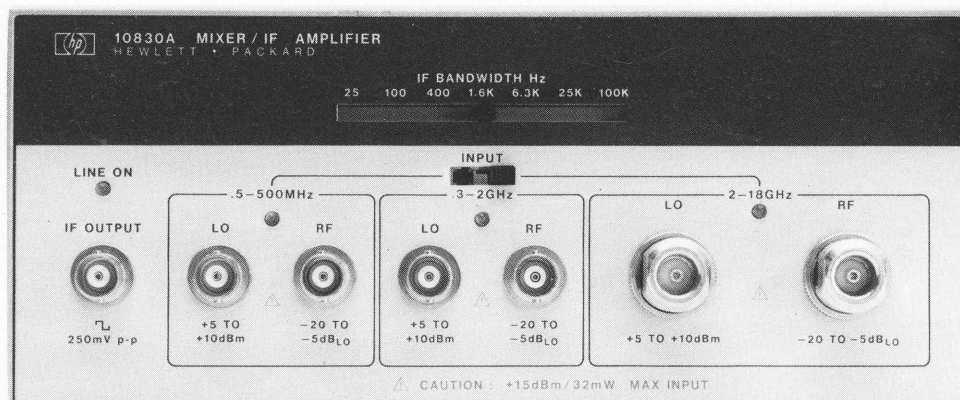 hp 10830A MIXER / IF AMPLIFIER
HEWLETT • PACKARD
IF BANDWIDTH Hz
25 100 400 1.6K 6.3K 25K 100K
INPUT
LINE ON
.5–500MHz .3–2GHz 2–18GHz
IF OUTPUT LO RF LO RF LO RF
250mV p-p
+5 TO +10dBm
−20 TO −5dBLO
+5 TO +10dBm
−20 TO −5dBLO
+5 TO +10dBm
−20 TO −5dBLO
⚠ CAUTION : +15dBm / 32mW MAX INPUT